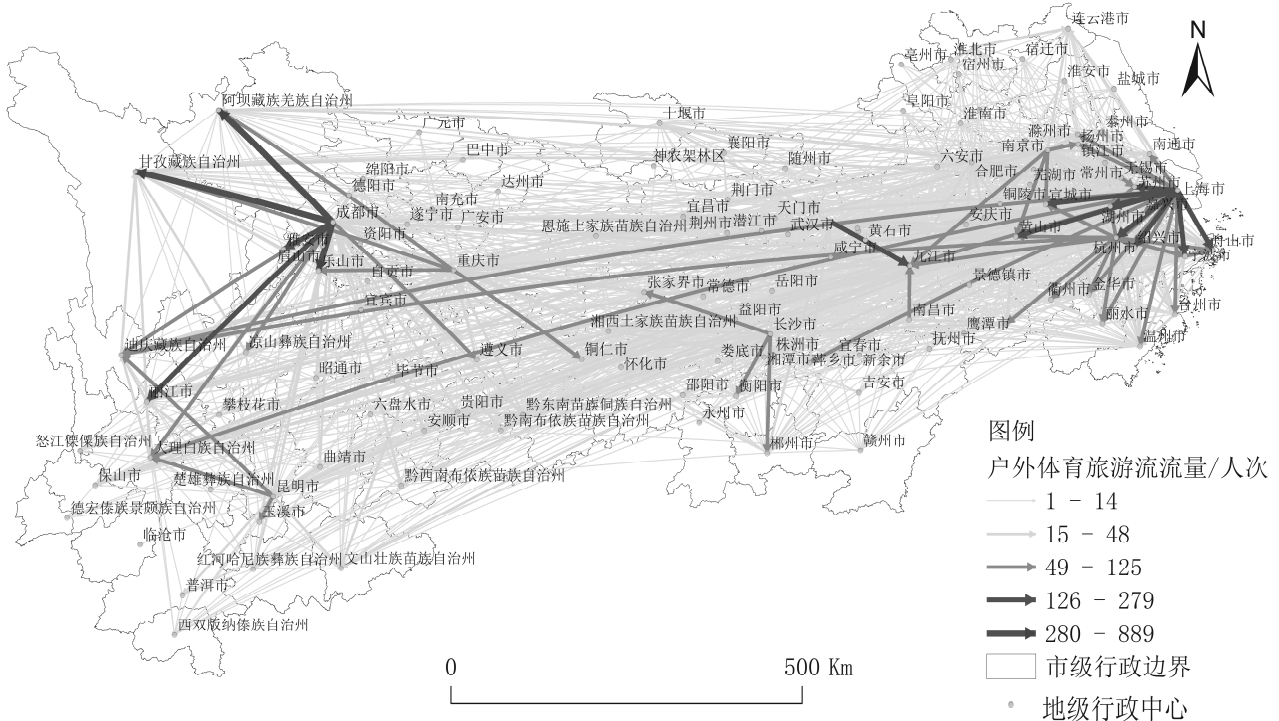 连云港市
N
亳州市
淮北市
宿迁市
宿州市
淮安市
盐城市
阿坝藏族羌族自治州
阜阳市
十堰市
淮南市
广元市
滁州市
泰州市
扬州市
襄阳市
南京市
镇江市
南通市
巴中市
神农架林区
随州市
六安市
甘孜藏族自治州
绵阳市
合肥市
芜湖市
常州市
无锡市
德阳市
达州市
荆门市
铜陵市
宣城市
上海市
南充市
宜昌市
天门市
成都市
遂宁市
广安市
恩施土家族苗族自治州
荆州市
潜江市
武汉市
黄石市
安庆市
湖州市
资阳市
黄山市
绍兴市
舟山市
雅安市
咸宁市
杭州市
宁波市
眉山市
乐山市
自贡市
重庆市
九江市
景德镇市
张家界市
常德市
岳阳市
衢州市
金华市
宜宾市
台州市
益阳市
南昌市
丽水市
湘西土家族苗族自治州
长沙市
鹰潭市
温州市
迪庆藏族自治州
凉山彝族自治州
遵义市
铜仁市
娄底市
株洲市
宜春市
抚州市
湘潭市
萍乡市
新余市
昭通市
毕节市
怀化市
丽江市
邵阳市
衡阳市
吉安市
攀枝花市
六盘水市
贵阳市
黔东南苗族侗族自治州
永州市
安顺市
黔南布依族苗族自治州
怒江傈僳族自治州
大理白族自治州
郴州市
赣州市
曲靖市
保山市
楚雄彝族自治州
昆明市
黔西南布依族苗族自治州
德宏傣族景颇族自治州
玉溪市
临沧市
红河哈尼族彝族自治州
文山壮族苗族自治州
普洱市
西双版纳傣族自治州
图例
户外体育旅游流流量/人次
1 - 14
15 - 48
49 - 125
126 - 279
280 - 889
市级行政边界
地级行政中心
0
500 Km